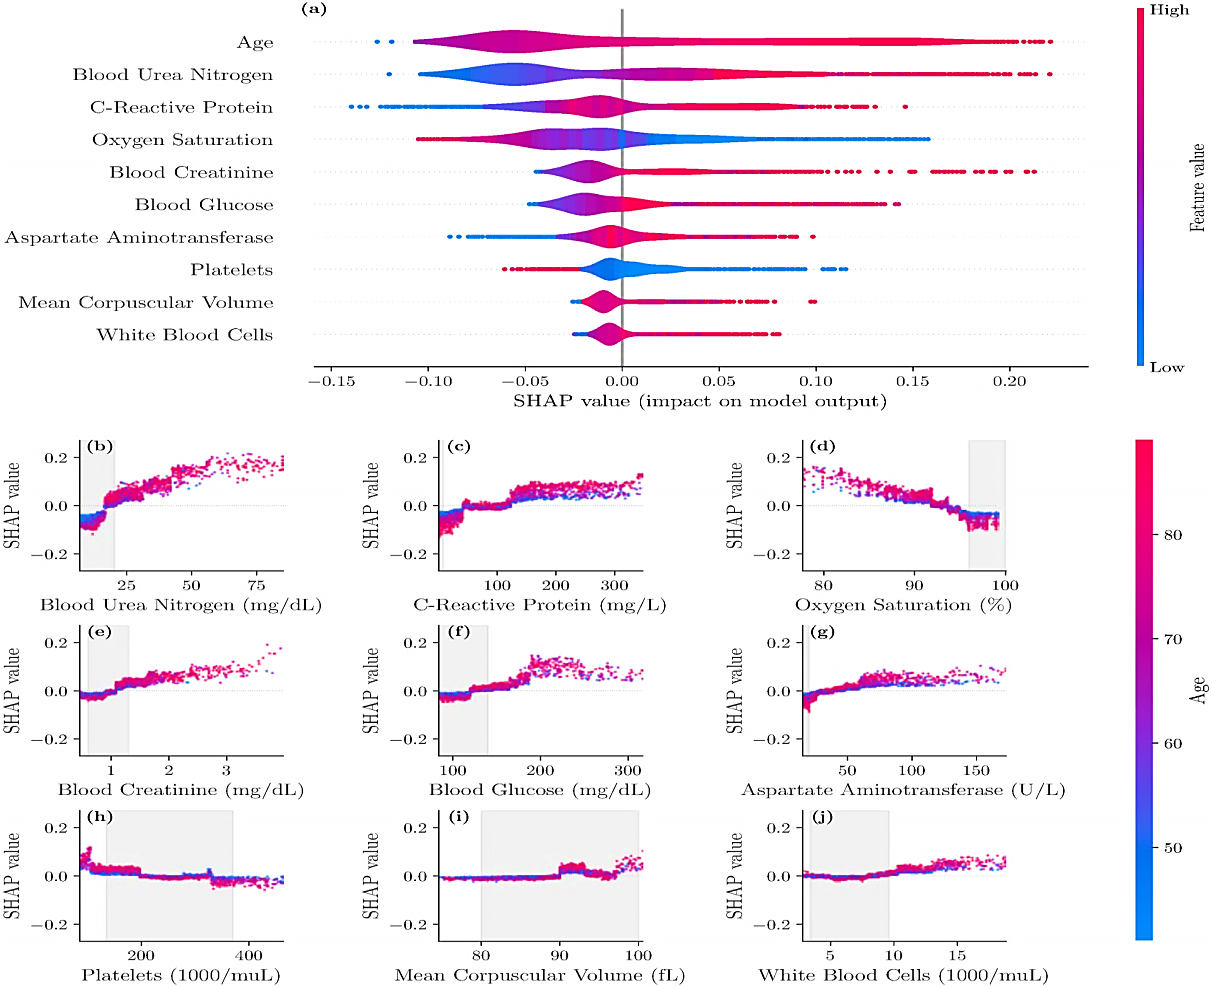 (a)
High
Age
Blood Urea Nitrogen
C-Reactive Protein
Oxygen Saturation
Blood Creatinine
Blood Glucose
Aspartate Aminotransferase
Platelets
Mean Corpuscular Volume
White Blood Cells
Feature value
Low
−0.15 −0.10 −0.05 0.00 0.05 0.10 0.15 0.20
SHAP value (impact on model output)
(b)
SHAP value
0.2
0.0
−0.2
25 50 75
Blood Urea Nitrogen (mg/dL)
(c)
SHAP value
0.2
0.0
−0.2
100 200 300
C-Reactive Protein (mg/L)
(d)
SHAP value
0.2
0.0
−0.2
80 90 100
Oxygen Saturation (%)
(e)
SHAP value
0.2
0.0
−0.2
1 2 3
Blood Creatinine (mg/dL)
(f)
SHAP value
0.2
0.0
−0.2
100 200 300
Blood Glucose (mg/dL)
(g)
SHAP value
0.2
0.0
−0.2
50 100 150
Aspartate Aminotransferase (U/L)
(h)
SHAP value
0.2
0.0
−0.2
200 400
Platelets (1000/muL)
(i)
SHAP value
0.2
0.0
−0.2
80 90 100
Mean Corpuscular Volume (fL)
(j)
SHAP value
0.2
0.0
−0.2
5 10 15
White Blood Cells (1000/muL)
80
70
60
50
Age